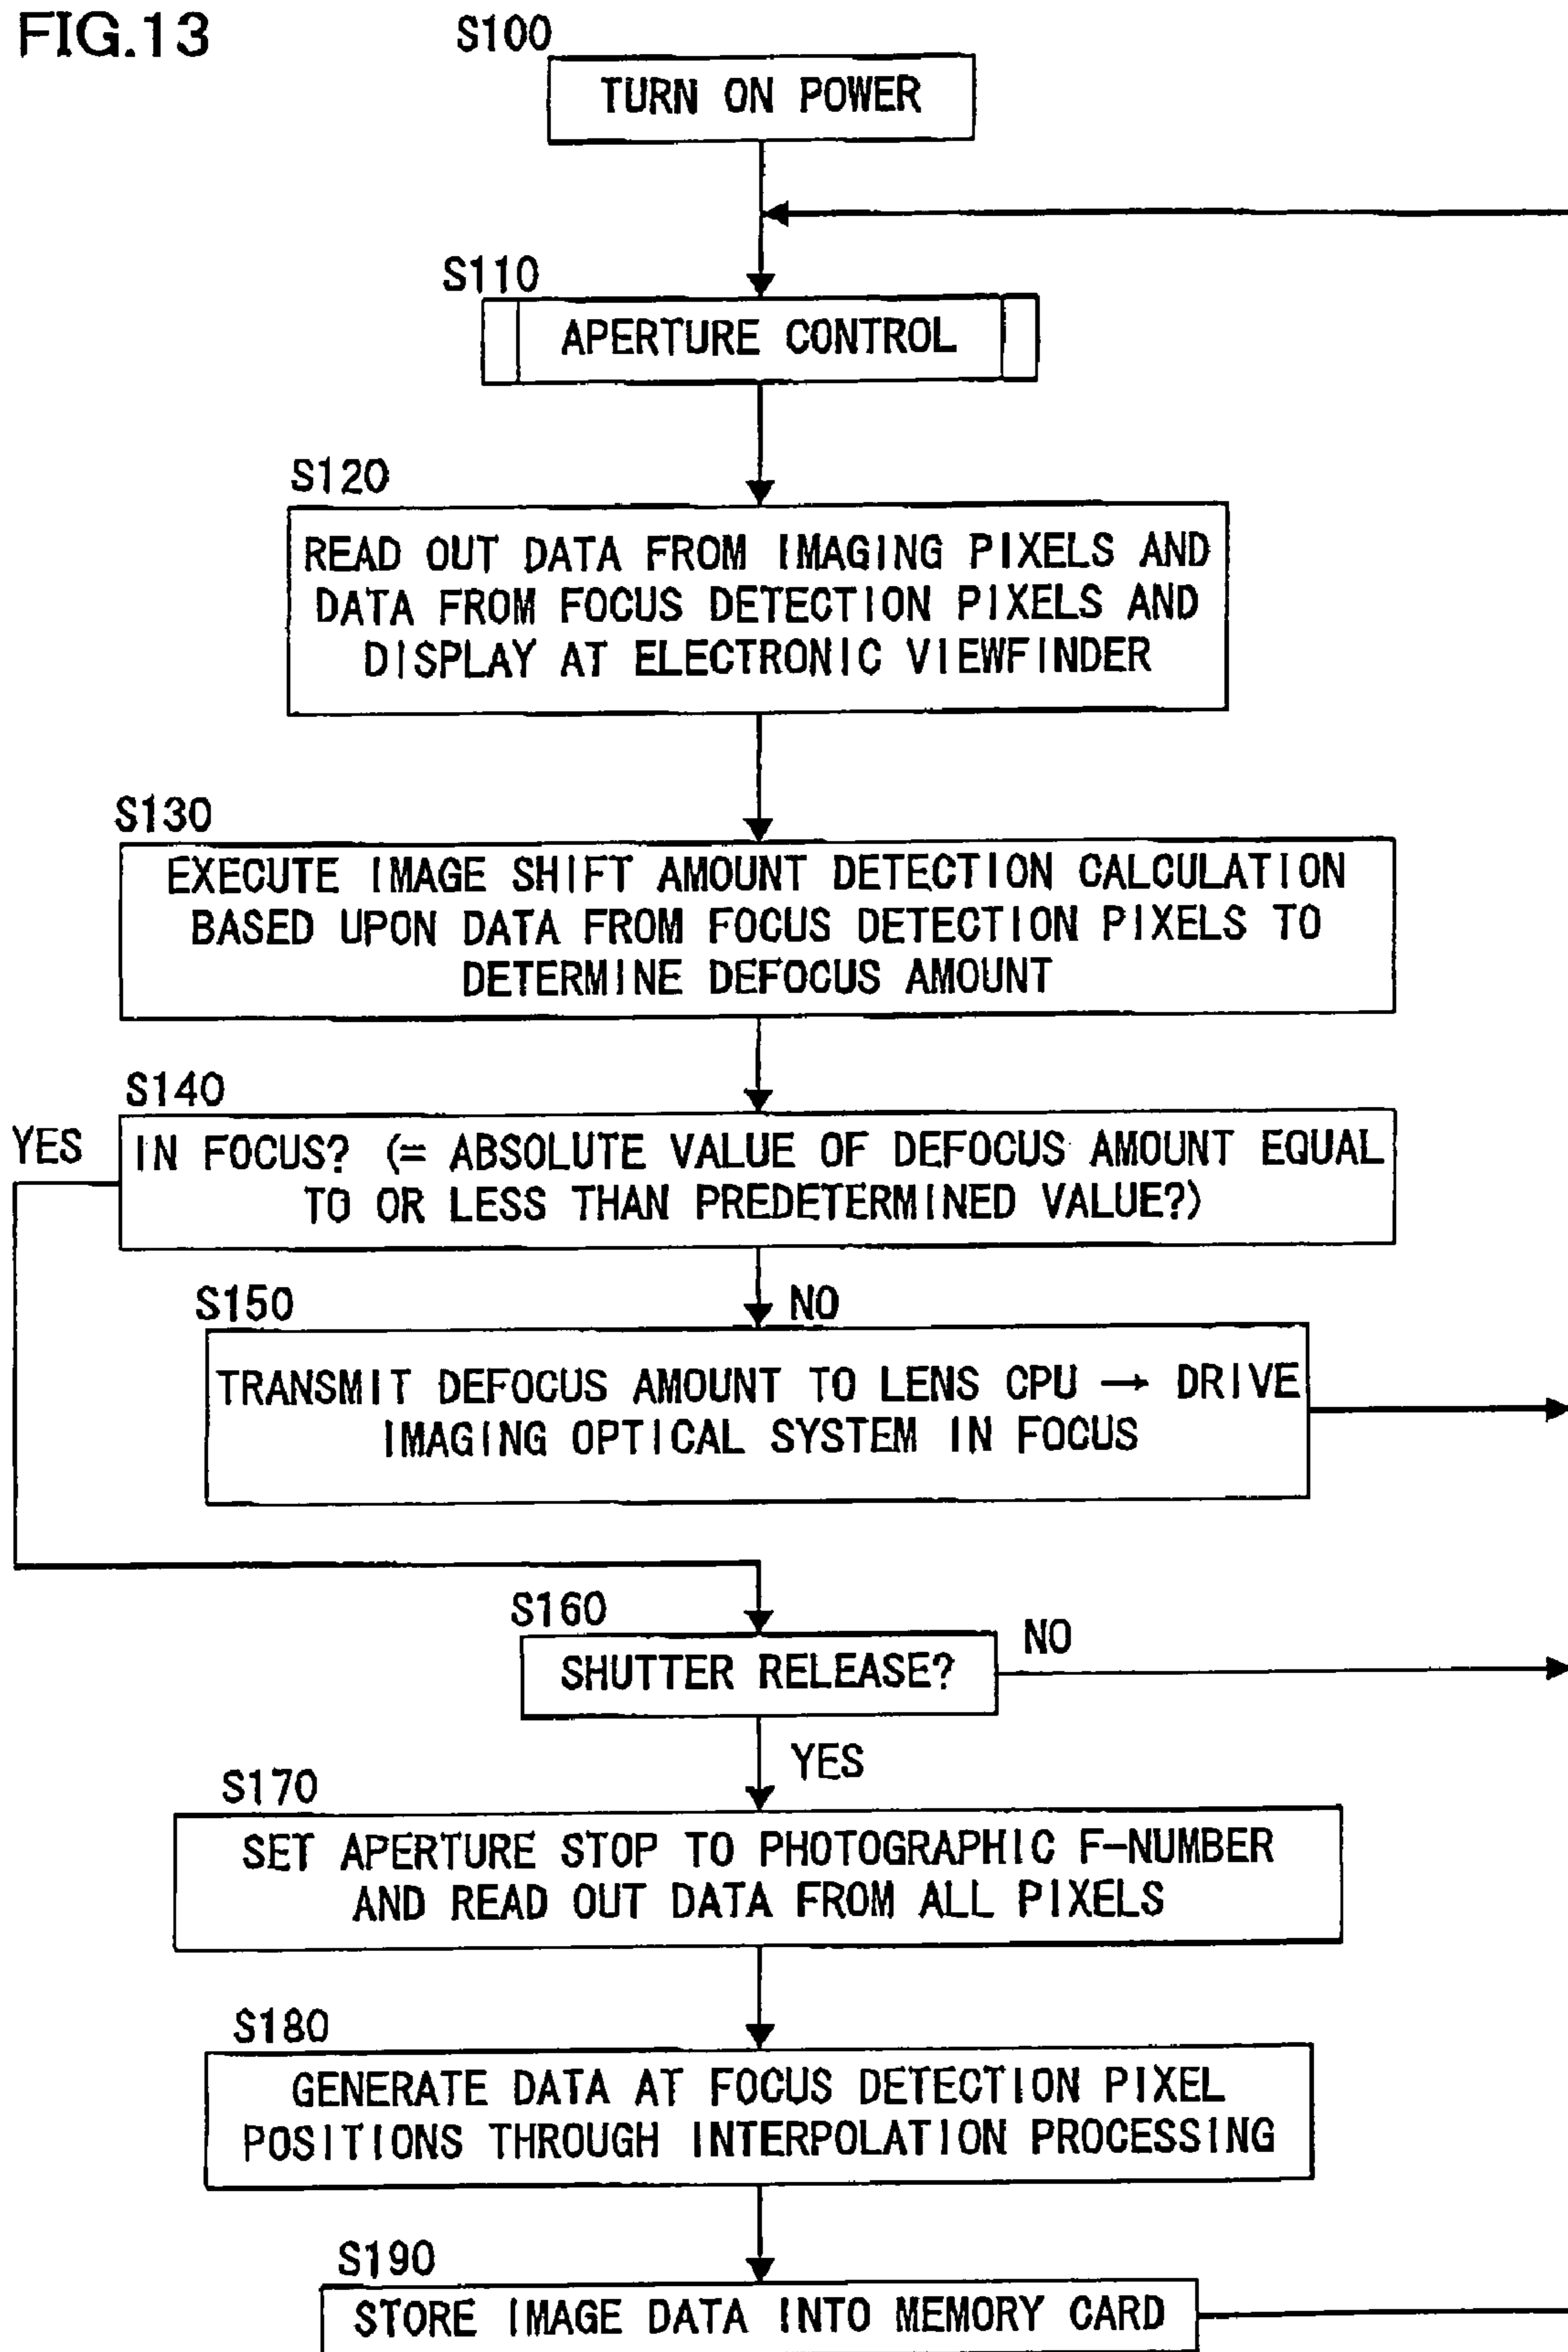 FIG.13
S100
TURN ON POWER
S110
APERTURE CONTROL
S120
READ OUT DATA FROM IMAGING PIXELS AND
DATA FROM FOCUS DETECTION PIXELS AND
DISPLAY AT ELECTRONIC VIEWFINDER
S130
EXECUTE IMAGE SHIFT AMOUNT DETECTION CALCULATION
BASED UPON DATA FROM FOCUS DETECTION PIXELS TO
DETERMINE DEFOCUS AMOUNT
S140
YES
IN FOCUS? (= ABSOLUTE VALUE OF DEFOCUS AMOUNT EQUAL
TO OR LESS THAN PREDETERMINED VALUE?)
NO
S150
TRANSMIT DEFOCUS AMOUNT TO LENS CPU → DRIVE
IMAGING OPTICAL SYSTEM IN FOCUS
S160
SHUTTER RELEASE?
NO
YES
S170
SET APERTURE STOP TO PHOTOGRAPHIC F-NUMBER
AND READ OUT DATA FROM ALL PIXELS
S180
GENERATE DATA AT FOCUS DETECTION PIXEL
POSITIONS THROUGH INTERPOLATION PROCESSING
S190
STORE IMAGE DATA INTO MEMORY CARD